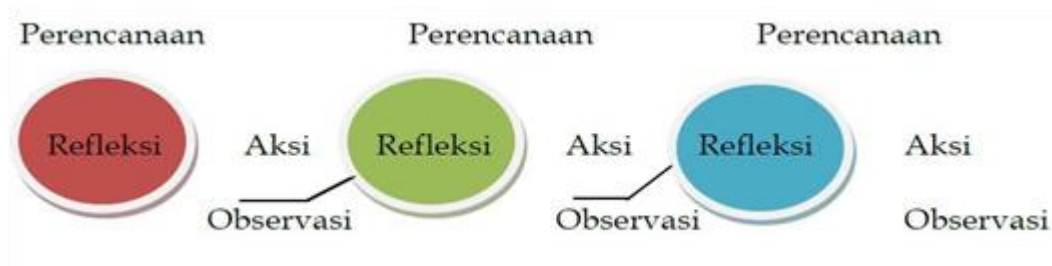 Perencanaan Perencanaan Perencanaan
Refleksi Aksi Refleksi Aksi Refleksi Aksi
Observasi Observasi Observasi